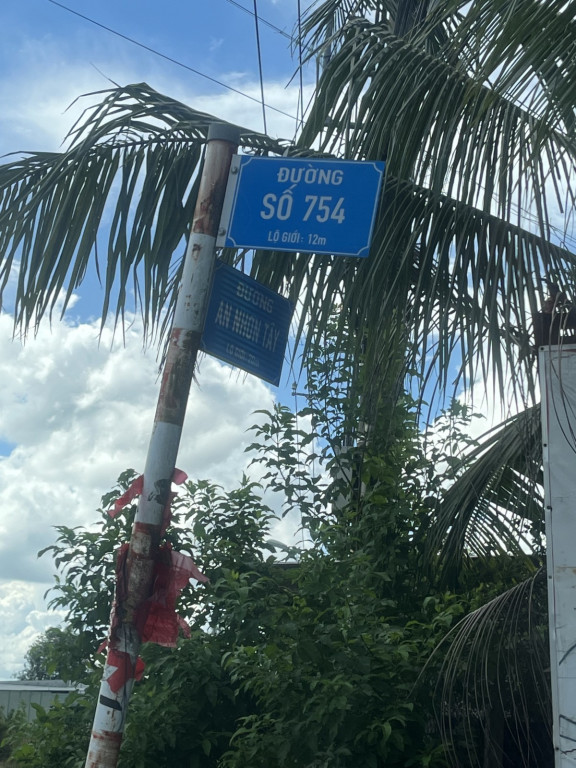 ĐƯỜNG
SỐ 754
LỘ GIỚI: 12m
ĐƯỜNG
AN NHƠN TÂY